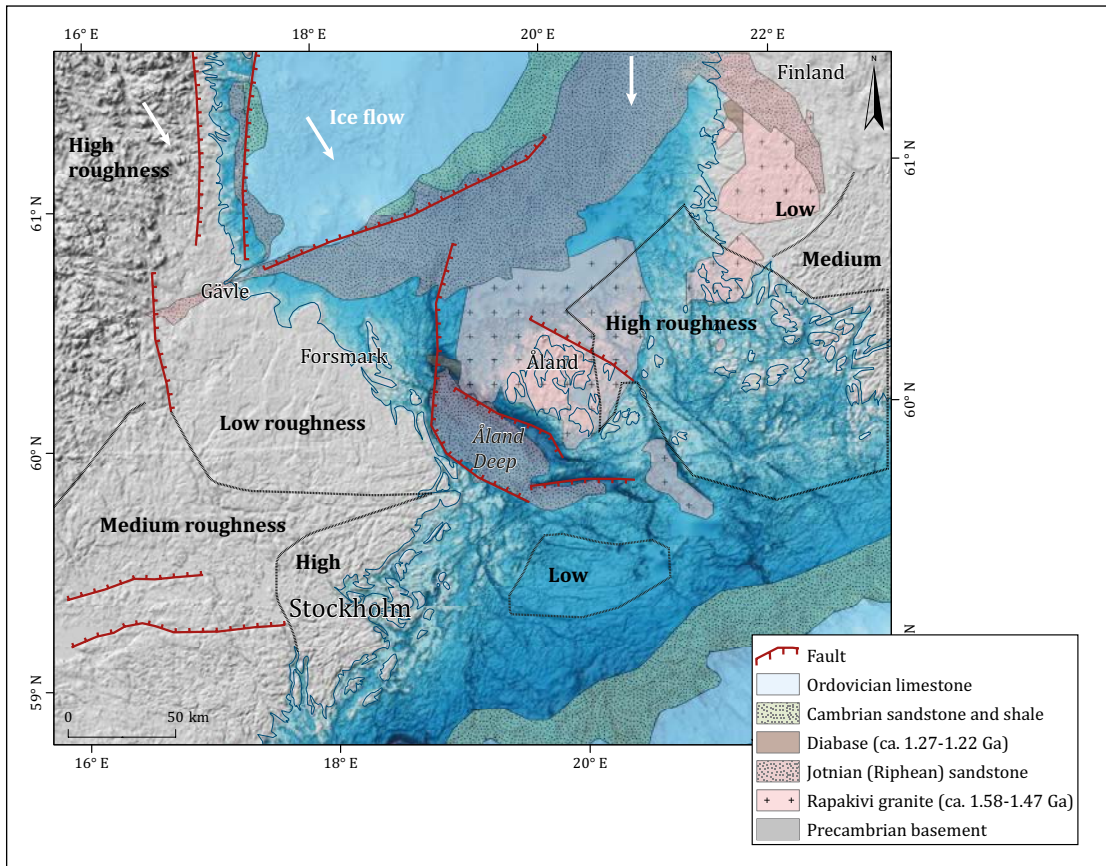 16° E
18° E
20° E
22° E
Finland
N
Ice flow
High
roughness
61° N
61° N
Low
Medium
Gävle
High roughness
Forsmark
Åland
60° N
Low roughness
Åland
Deep
60° N
Medium roughness
High
Low
Stockholm
59° N
0
50 km
16° E
18° E
20° E
Fault
Ordovician limestone
Cambrian sandstone and shale
Diabase (ca. 1.27-1.22 Ga)
Jotnian (Riphean) sandstone
Rapakivi granite (ca. 1.58-1.47 Ga)
Precambrian basement